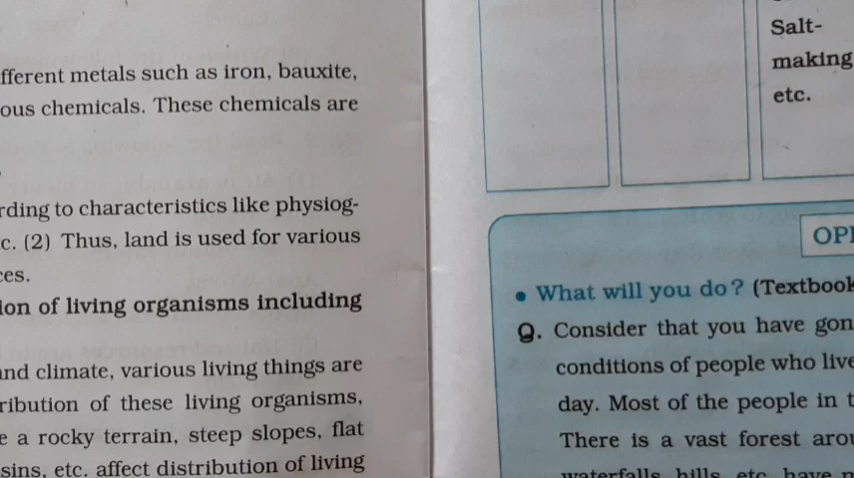 fferent metals such as iron, bauxite,
ous chemicals. These chemicals are
rding to characteristics like physiog-
c. (2) Thus, land is used for various
ces.
ion of living organisms including
and climate, various living things are
ribution of these living organisms,
e a rocky terrain, steep slopes, flat
sins, etc. affect distribution of living
Salt-
making
etc.
OPE
• What will you do? (Textbook
Q. Consider that you have gon
conditions of people who live
day. Most of the people in t
There is a vast forest arou
waterfalls, hills, etc. have